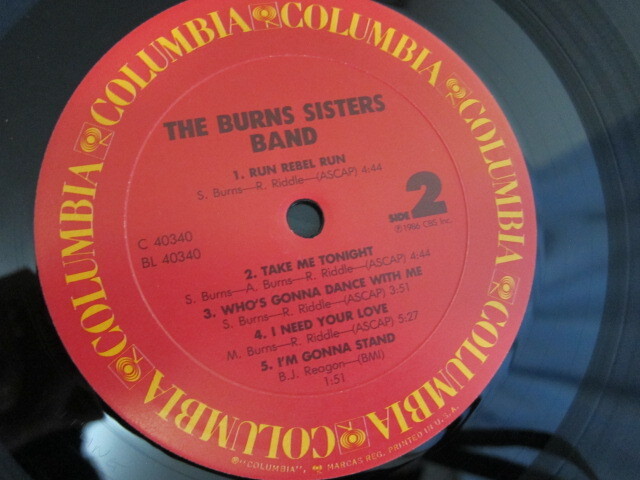 COLUMBIA COLUMBIA COLUMBIA COLUMBIA COLUMBIA COLUMBIA COLUMBIA COLUMBIA
THE BURNS SISTERS
BAND
1. RUN REBEL RUN
S. Burns—R. Riddle—(ASCAP) 4:44
SIDE 2
℗ 1986 CBS Inc.
C 40340
BL 40340
2. TAKE ME TONIGHT
S. Burns—A. Burns—R. Riddle—(ASCAP) 4:44
3. WHO'S GONNA DANCE WITH ME
S. Burns—R. Riddle—(ASCAP) 3:51
4. I NEED YOUR LOVE
M. Burns—R. Riddle—(ASCAP) 5:27
5. I'M GONNA STAND
B.J. Reagon—(BMI)
1:51
"COLUMBIA", MARCAS REG. PRINTED IN U.S.A.